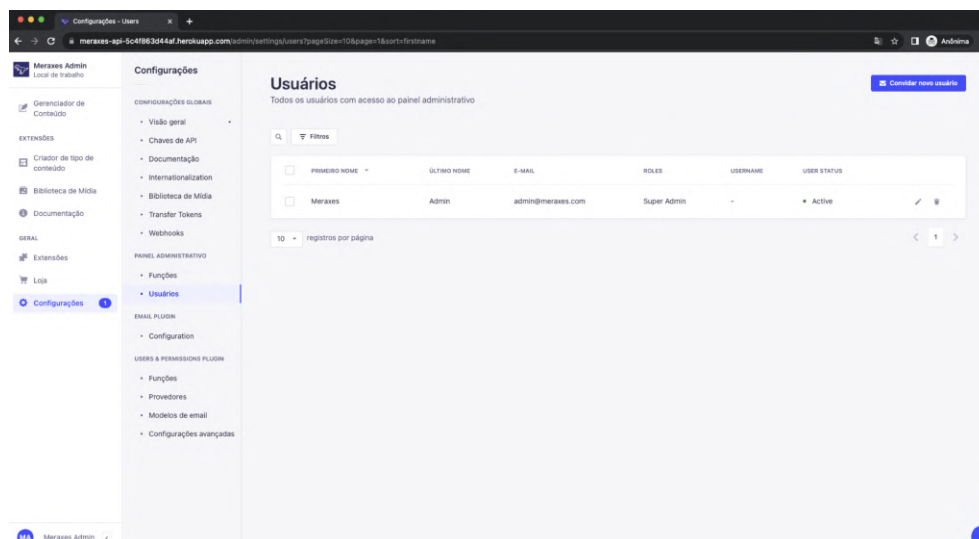 Configurações - Users
meraxes-api-5c4f863d44af.herokuapp.com/admin/settings/users?pageSize=10&page=1&sort=firstname
Anônima
Meraxes Admin
Local de trabalho
Gerenciador de
Conteúdo
EXTENSÕES
Criador de tipo de
conteúdo
Biblioteca de Mídia
Documentação
GERAL
Extensões
Loja
Configurações 1
MA Meraxes Admin
Configurações
CONFIGURAÇÕES GLOBAIS
Visão geral
Chaves de API
Documentação
Internationalization
Biblioteca de Mídia
Transfer Tokens
Webhooks
PAINEL ADMINISTRATIVO
Funções
Usuários
EMAIL PLUGIN
Configuration
USERS & PERMISSIONS PLUGIN
Funções
Provedores
Modelos de email
Configurações avançadas
Usuários
Todos os usuários com acesso ao painel administrativo
Convidar novo usuário
Filtros
PRIMEIRO NOME ÚLTIMO NOME E-MAIL ROLES USERNAME USER STATUS
Meraxes Admin admin@meraxes.com Super Admin - Active
10 registros por página
1